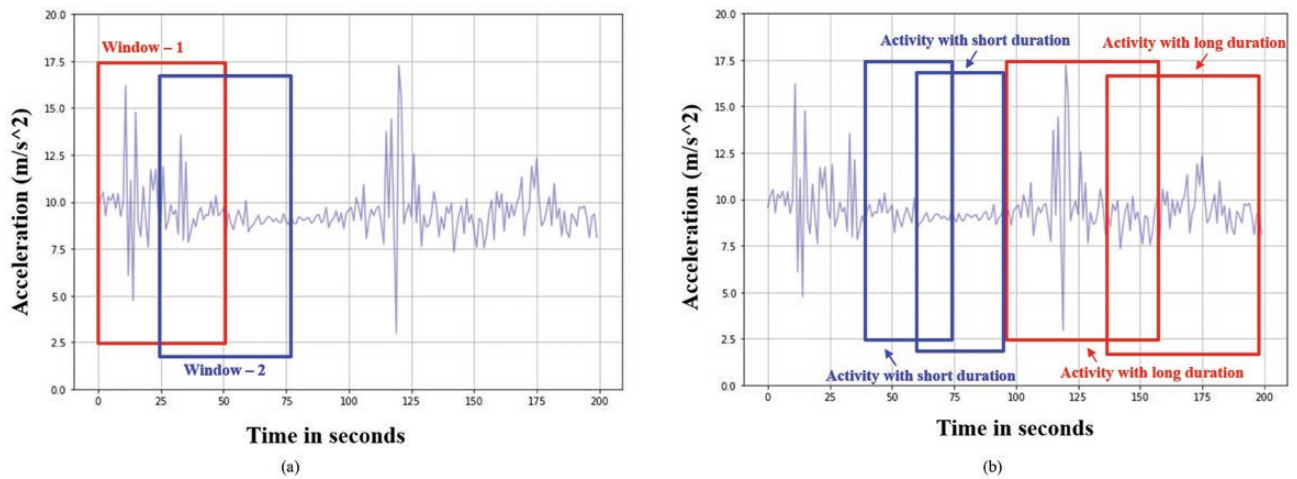 20.0
Window – 1
17.5
15.0
12.5
10.0
7.5
5.0
2.5
Window – 2
0.0
0 25 50 75 100 125 150 175 200
Acceleration (m/s^2)
Time in seconds
(a)
20.0
Activity with short duration
Activity with long duration
17.5
15.0
12.5
10.0
7.5
5.0
2.5
Activity with short duration
Activity with long duration
0.0
0 25 50 75 100 125 150 175 200
Acceleration (m/s^2)
Time in seconds
(b)